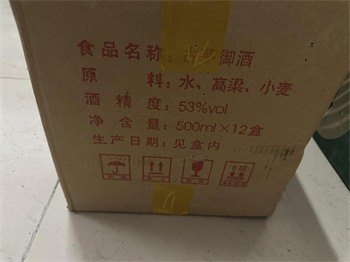 食品名称： 御酒
原 料：水、高粱、小麦
酒 精 度：53%vol
净 含 量：500ml×12盒
生产日期：见盒内